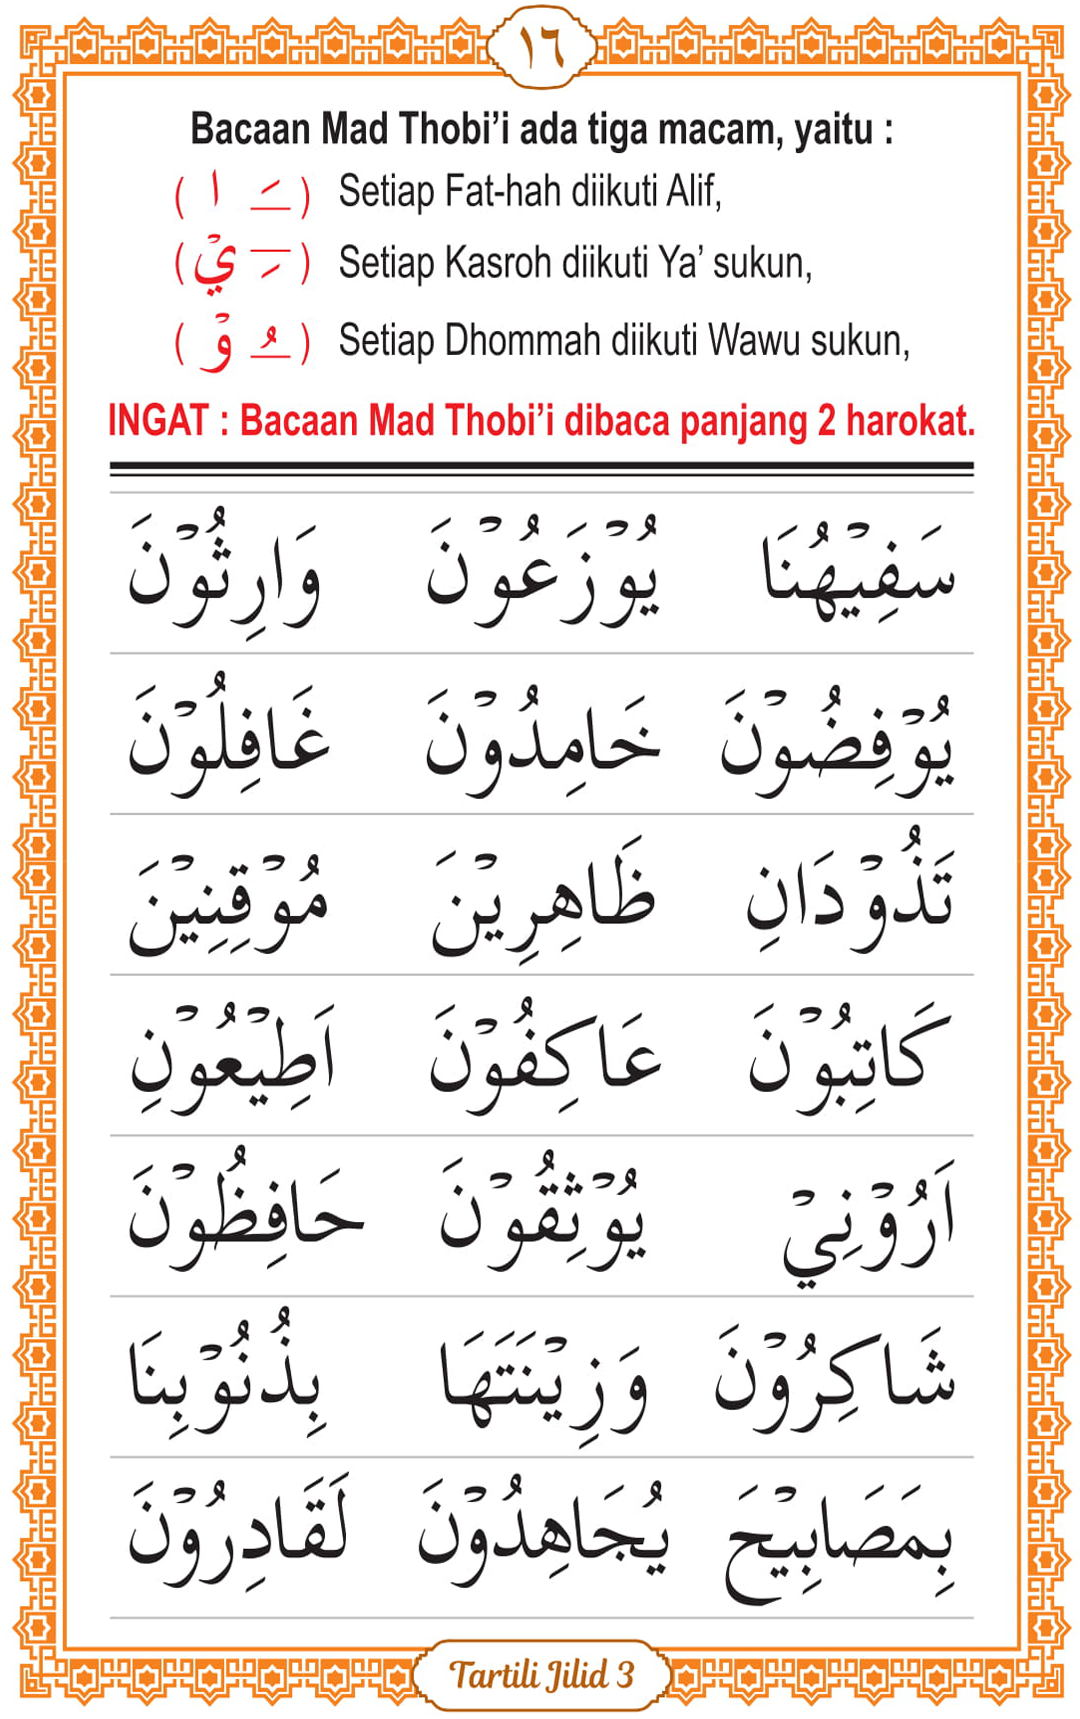 ١٦
Bacaan Mad Thobi’i ada tiga macam, yaitu :
( ـَ ا ) Setiap Fat-hah diikuti Alif,
( ـِ يْ ) Setiap Kasroh diikuti Ya’ sukun,
( ـُ وْ ) Setiap Dhommah diikuti Wawu sukun,
INGAT : Bacaan Mad Thobi’i dibaca panjang 2 harokat.
سَفِيْهُنَا يُوْزَعُوْنَ وَارِثُوْنَ
يُوْفِضُوْنَ خَامِدُوْنَ غَافِلُوْنَ
تَذُوْدَانِ ظَاهِرِيْنَ مُوْقِنِيْنَ
كَاتِبُوْنَ عَاكِفُوْنَ اَطِيْعُوْنِ
اَرُوْنِيْ يُوْثِقُوْنَ حَافِظُوْنَ
شَاكِرُوْنَ وَزِيْنَتَهَا بِذُنُوْبِنَا
بِمَصَابِيْحَ يُجَاهِدُوْنَ لَقَادِرُوْنَ
Tartili Jilid 3